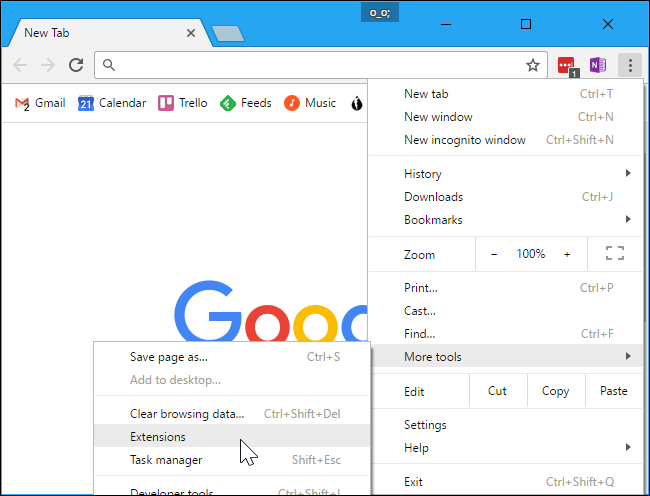 o_o;
New Tab
1
2 Gmail
21 Calendar
Trello
Feeds
Music
New tab Ctrl+T
New window Ctrl+N
New incognito window Ctrl+Shift+N
History
Downloads Ctrl+J
Bookmarks
Zoom − 100% +
Print... Ctrl+P
Cast...
Find... Ctrl+F
More tools
Edit Cut Copy Paste
Settings
Help
Exit Ctrl+Shift+Q
Goo
Save page as... Ctrl+S
Add to desktop...
Clear browsing data... Ctrl+Shift+Del
Extensions
Task manager Shift+Esc
Developer tools Ctrl+Shift+I